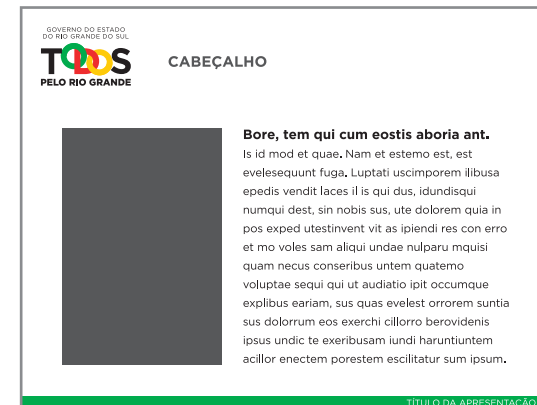 GOVERNO DO ESTADO
DO RIO GRANDE DO SUL
TODOS
PELO RIO GRANDE
CABEÇALHO
Bore, tem qui cum eostis aboria ant.
Is id mod et quae. Nam et estemo est, est
evelesequunt fuga. Luptati uscimporem ilibusa
epedis vendit laces il is qui dus, idundisqui
numqui dest, sin nobis sus, ute dolorem quia in
pos exped utestinvent vit as ipiendi res con erro
et mo voles sam aliqui undae nulparu mquisi
quam necus conseribus untem quatemo
voluptae sequi qui ut audiatio ipit occumque
explibus eariam, sus quas evelest orrorem suntia
sus dolorrum eos exerchi cillorro berovidenis
ipsus undic te exeribusam iundi haruntiuntem
acillor enectem porestem escilitatur sum ipsum.
TÍTULO DA APRESENTAÇÃO